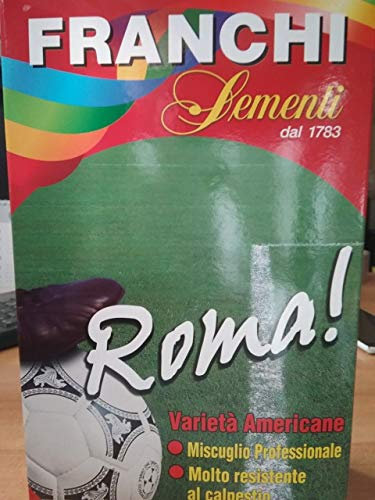 FRANCHI
Sementi
dal 1783
Roma!
Varietà Americane
Miscuglio Professionale
Molto resistente
al calpestio